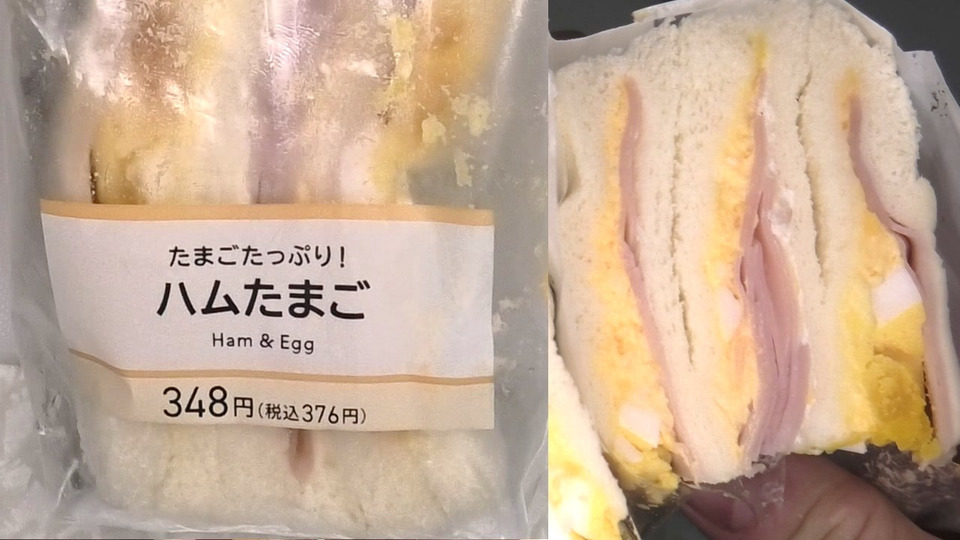 たまごたっぷり!
ハムたまご
Ham & Egg
348円(税込376円)